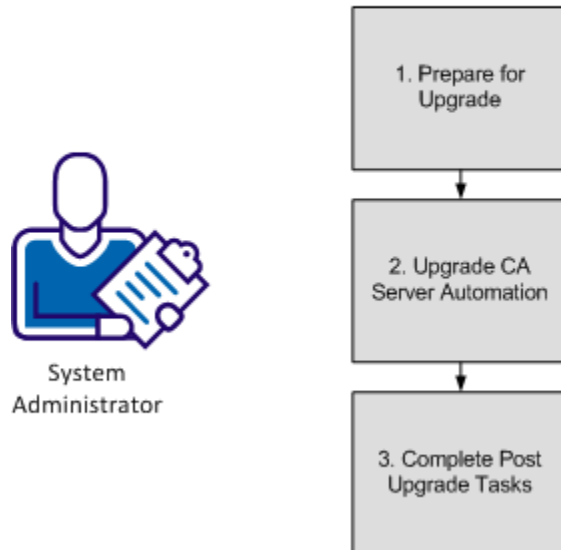 1. Prepare for
Upgrade
2. Upgrade CA
Server Automation
System
Administrator
3. Complete Post
Upgrade Tasks